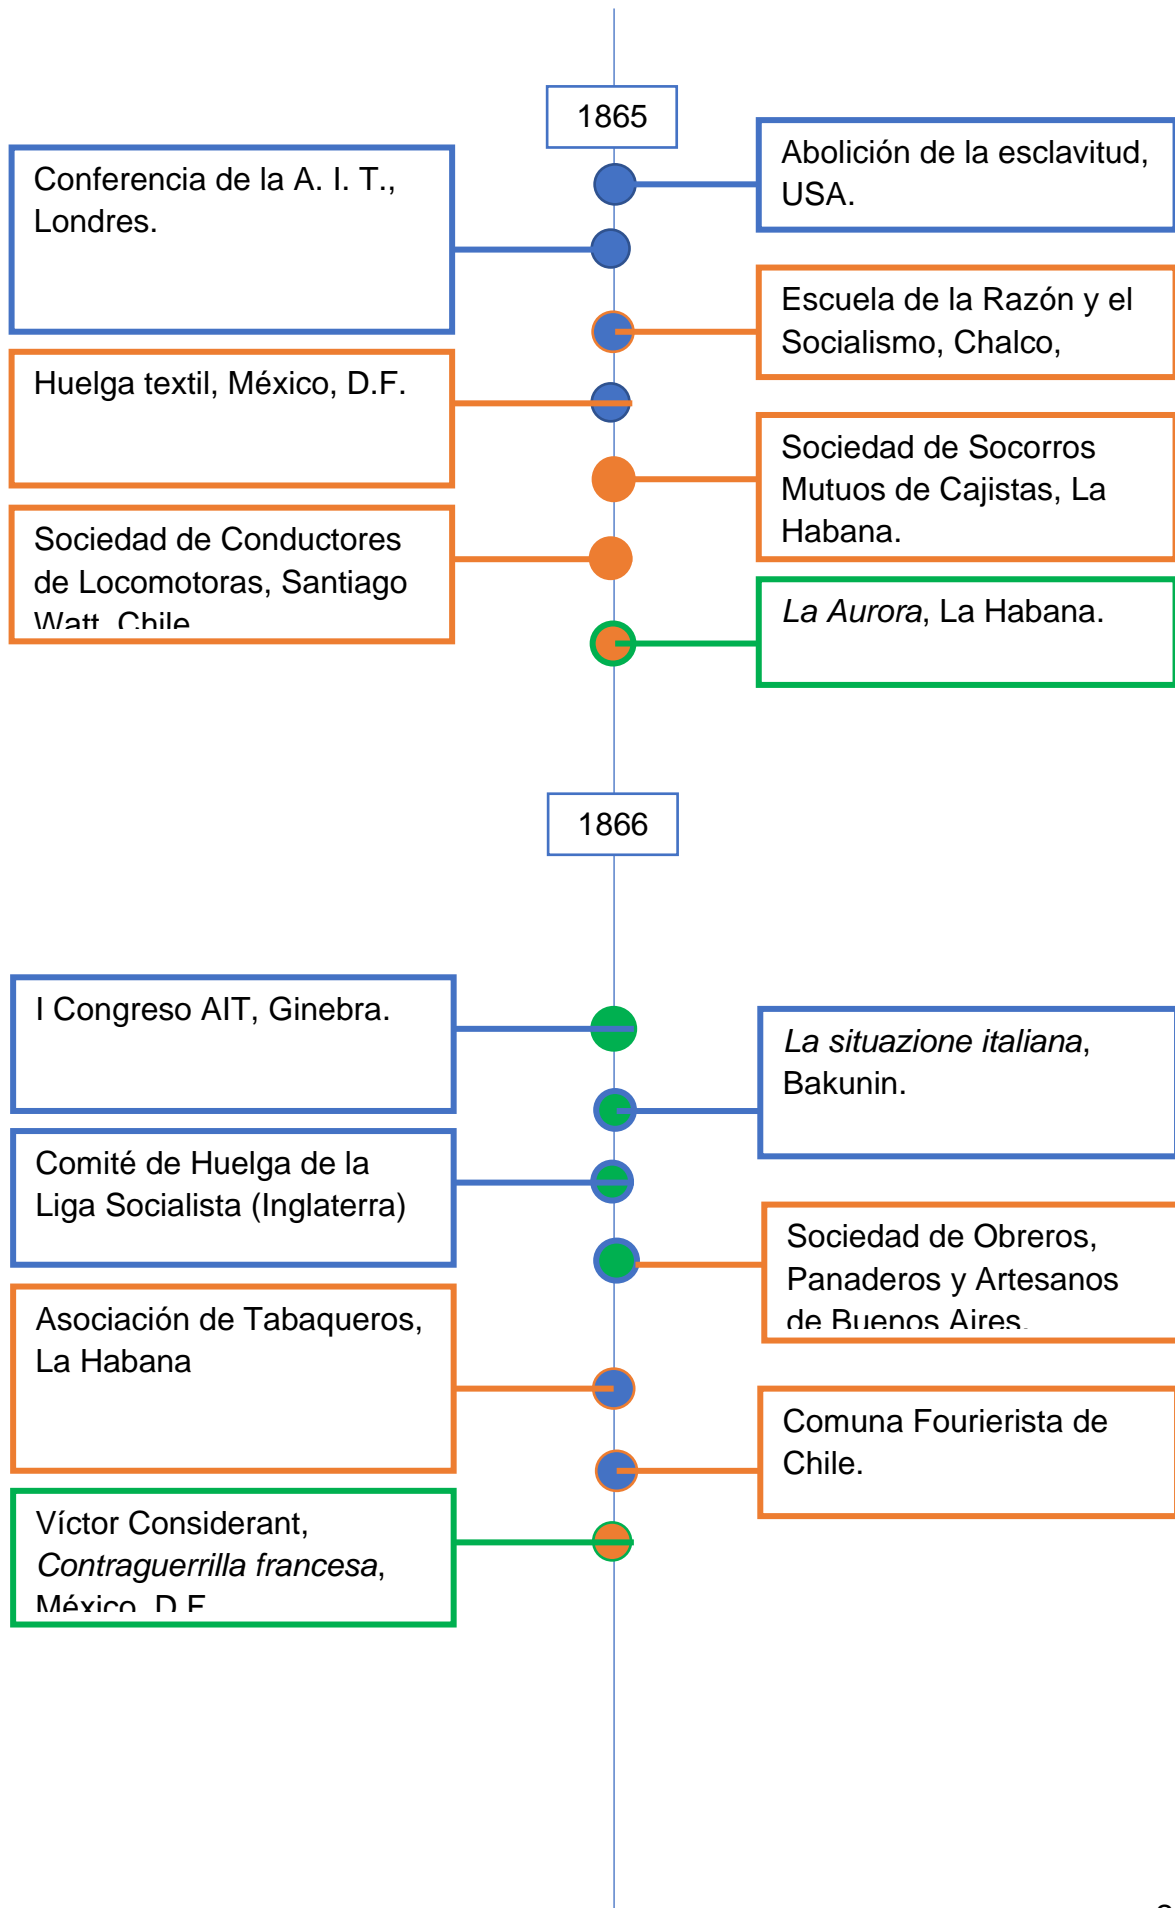 1865
Abolición de la esclavitud,
USA.
Conferencia de la A. I. T.,
Londres.
Escuela de la Razón y el
Socialismo, Chalco,
Huelga textil, México, D.F.
Sociedad de Socorros
Mutuos de Cajistas, La
Habana.
Sociedad de Conductores
de Locomotoras, Santiago
Watt, Chile
La Aurora, La Habana.
1866
I Congreso AIT, Ginebra.
La situazione italiana,
Bakunin.
Comité de Huelga de la
Liga Socialista (Inglaterra)
Sociedad de Obreros,
Panaderos y Artesanos
de Buenos Aires.
Asociación de Tabaqueros,
La Habana
Comuna Fourierista de
Chile.
Víctor Considerant,
Contraguerrilla francesa,
México, D.F